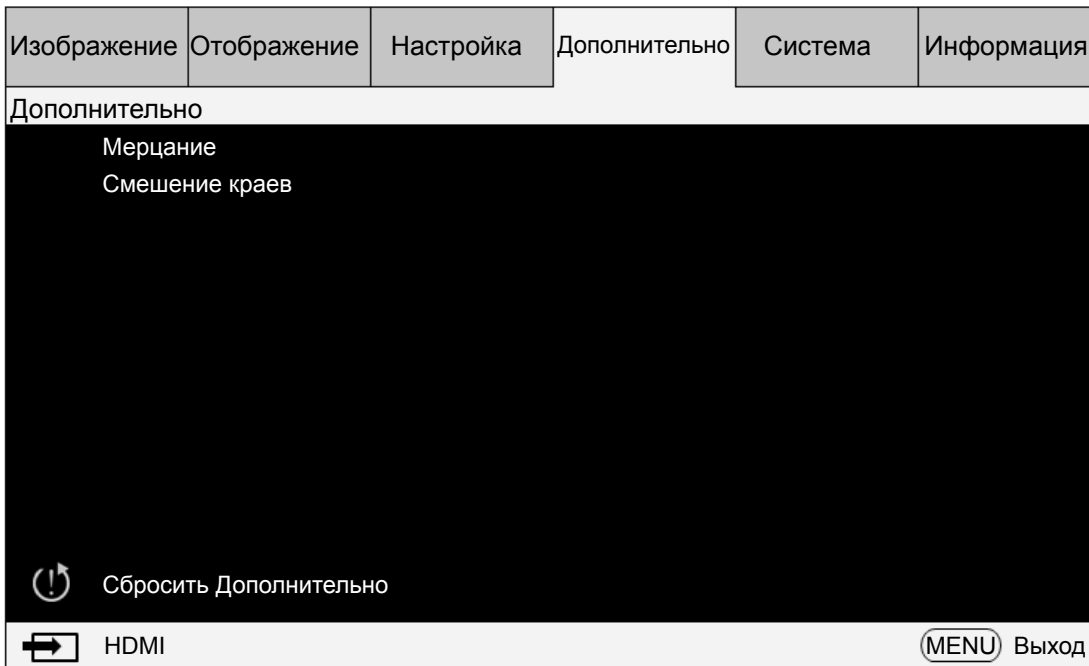 Изображение Отображение Настройка Дополнительно Система Информация
Дополнительно
Мерцание
Смешение краев
Сбросить Дополнительно
HDMI MENU Выход